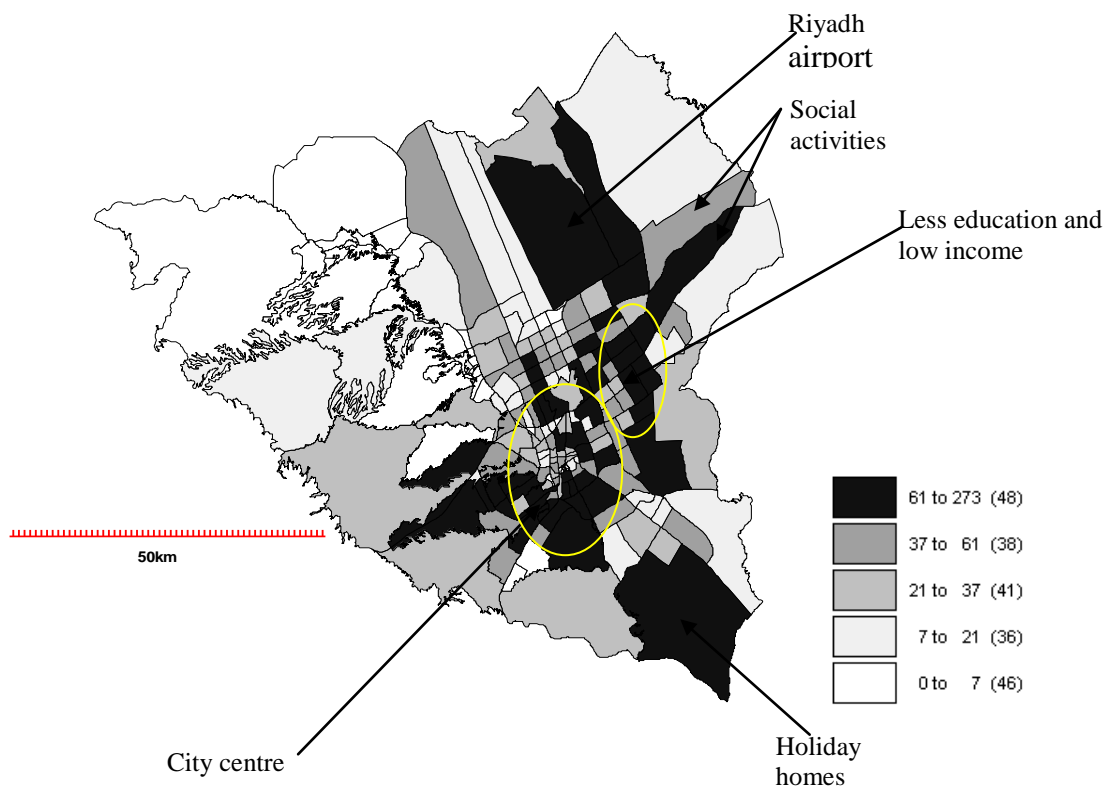 Riyadh
airport
Social
activities
Less education and
low income
61 to 273 (48)
37 to 61 (38)
21 to 37 (41)
7 to 21 (36)
0 to 7 (46)
50km
City centre
Holiday
homes